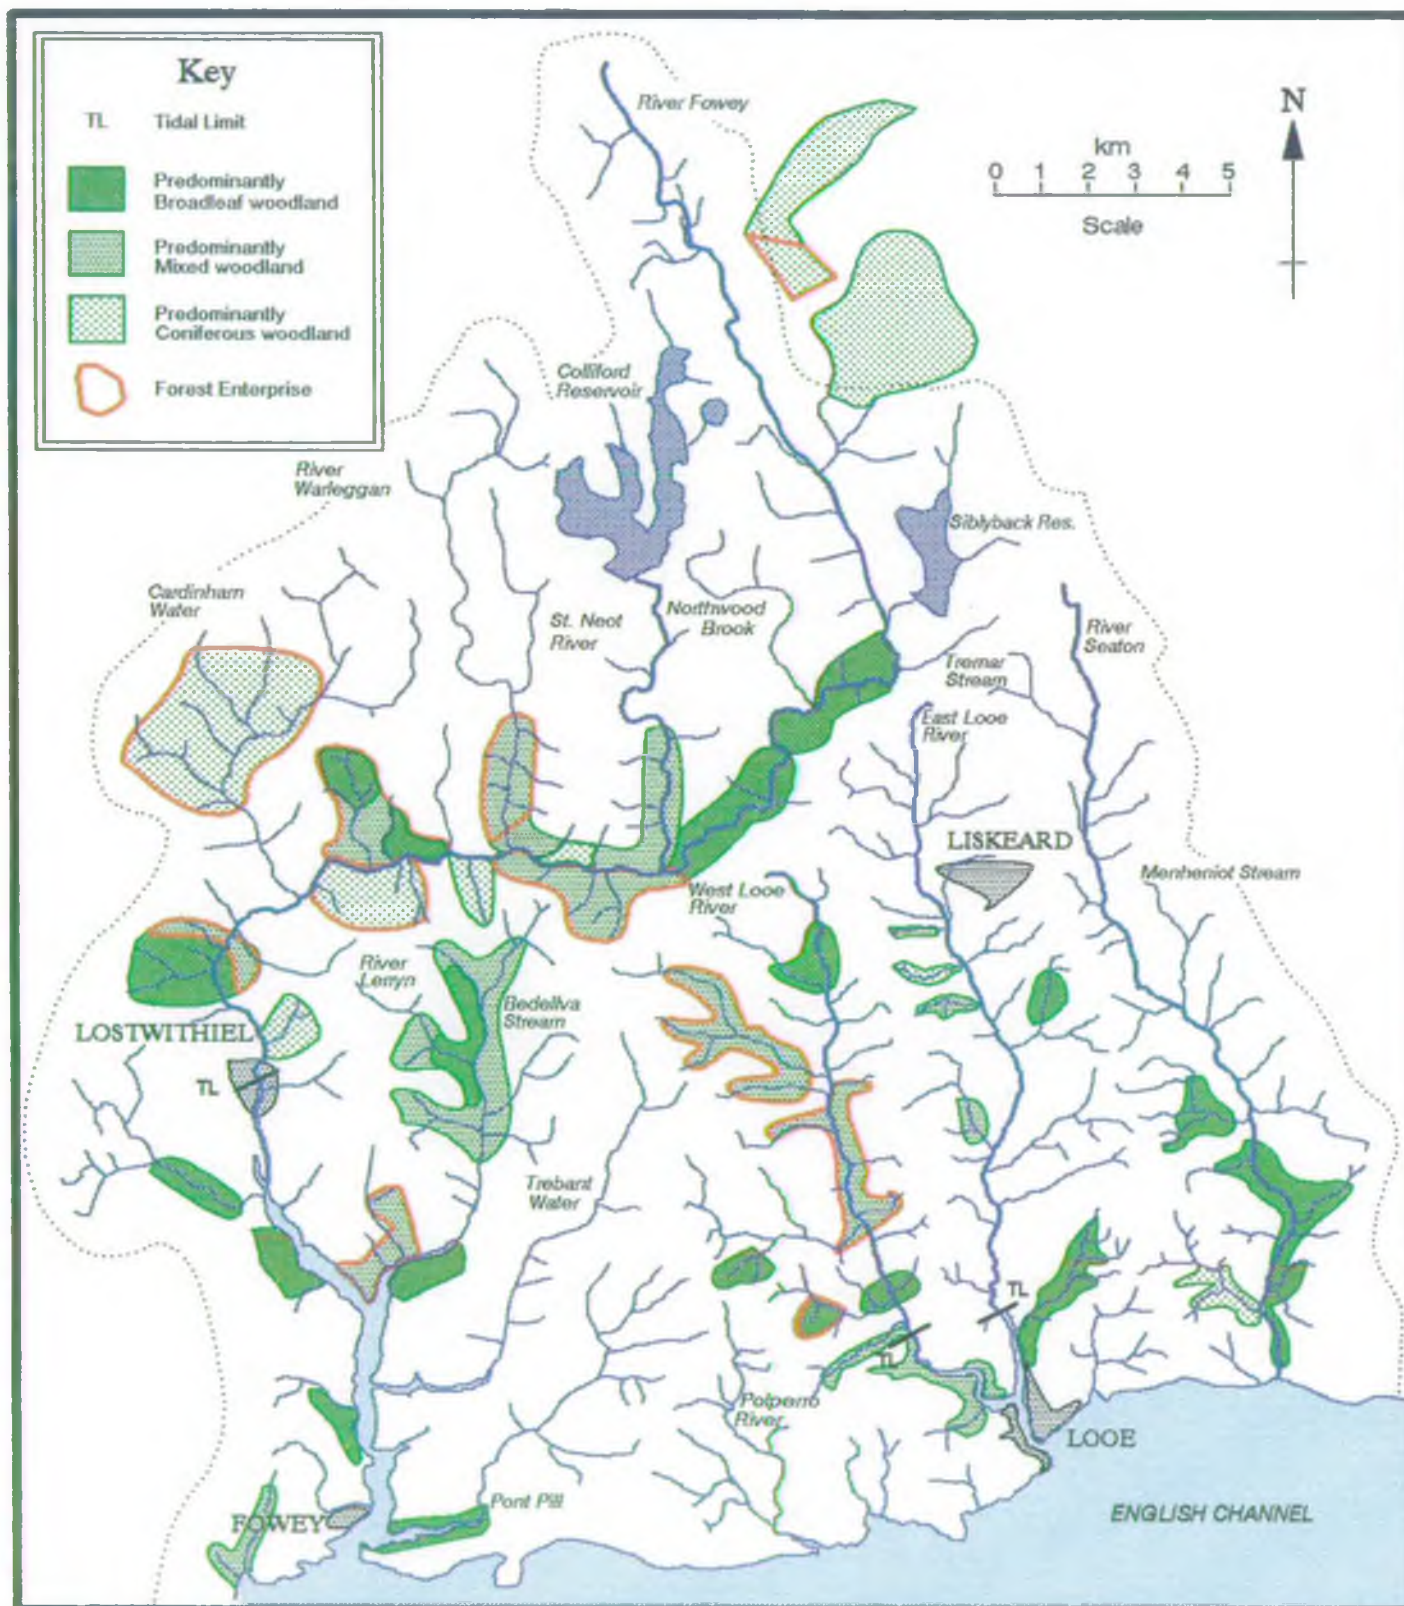 Key
TL Tidal Limit
Predominantly
Broadleaf woodland
Predominantly
Mixed woodland
Predominantly
Coniferous woodland
Forest Enterprise
N
km
0 1 2 3 4 5
Scale
River Fowey
Colliford
Reservoir
River
Warleggan
Siblyback Res.
Cardinham
Water
St. Neot
River
Northwood
Brook
River
Seaton
Tremar
Stream
East Looe
River
LISKEARD
Menheniot Stream
West Looe
River
River
Lerryn
Bedellva
Stream
LOSTWITHIEL
TL
Trebant
Water
TL
TL
Polperro
River
LOOE
Pont Pill
FOWEY
ENGLISH CHANNEL